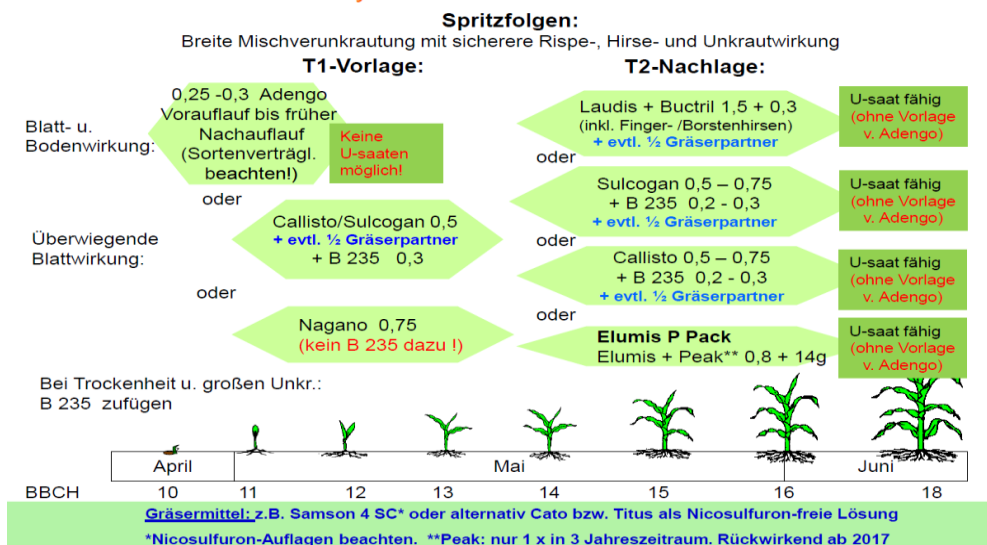 Spritzfolgen:
Breite Mischverunkrautung mit sicherere Rispe-, Hirse- und Unkrautwirkung
T1-Vorlage:
T2-Nachlage:
Blatt- u.
Bodenwirkung:
0,25 -0,3 Adengo
Vorauflauf bis früher
Nachauflauf
(Sortenverträgl.
beachten!)
Keine
U-saaten
möglich!
Laudis + Buctril 1,5 + 0,3
(inkl. Finger- /Borstenhirsen)
+ evtl. ½ Gräserpartner
U-saat fähig
(ohne Vorlage
v. Adengo)
oder
oder
Sulcogan 0,5 – 0,75
+ B 235 0,2 - 0,3
+ evtl. ½ Gräserpartner
U-saat fähig
(ohne Vorlage
v. Adengo)
Überwiegende
Blattwirkung:
Callisto/Sulcogan 0,5
+ evtl. ½ Gräserpartner
+ B 235 0,3
oder
Callisto 0,5 – 0,75
+ B 235 0,2 - 0,3
+ evtl. ½ Gräserpartner
U-saat fähig
(ohne Vorlage
v. Adengo)
oder
oder
Nagano 0,75
(kein B 235 dazu !)
Elumis P Pack
Elumis + Peak** 0,8 + 14g
U-saat fähig
(ohne Vorlage
v. Adengo)
Bei Trockenheit u. großen Unkr.:
B 235 zufügen
April
Mai
Juni
BBCH 10 11 12 13 14 15 16 18
Gräsermittel: z.B. Samson 4 SC* oder alternativ Cato bzw. Titus als Nicosulfuron-freie Lösung
*Nicosulfuron-Auflagen beachten. **Peak: nur 1 x in 3 Jahreszeitraum. Rückwirkend ab 2017